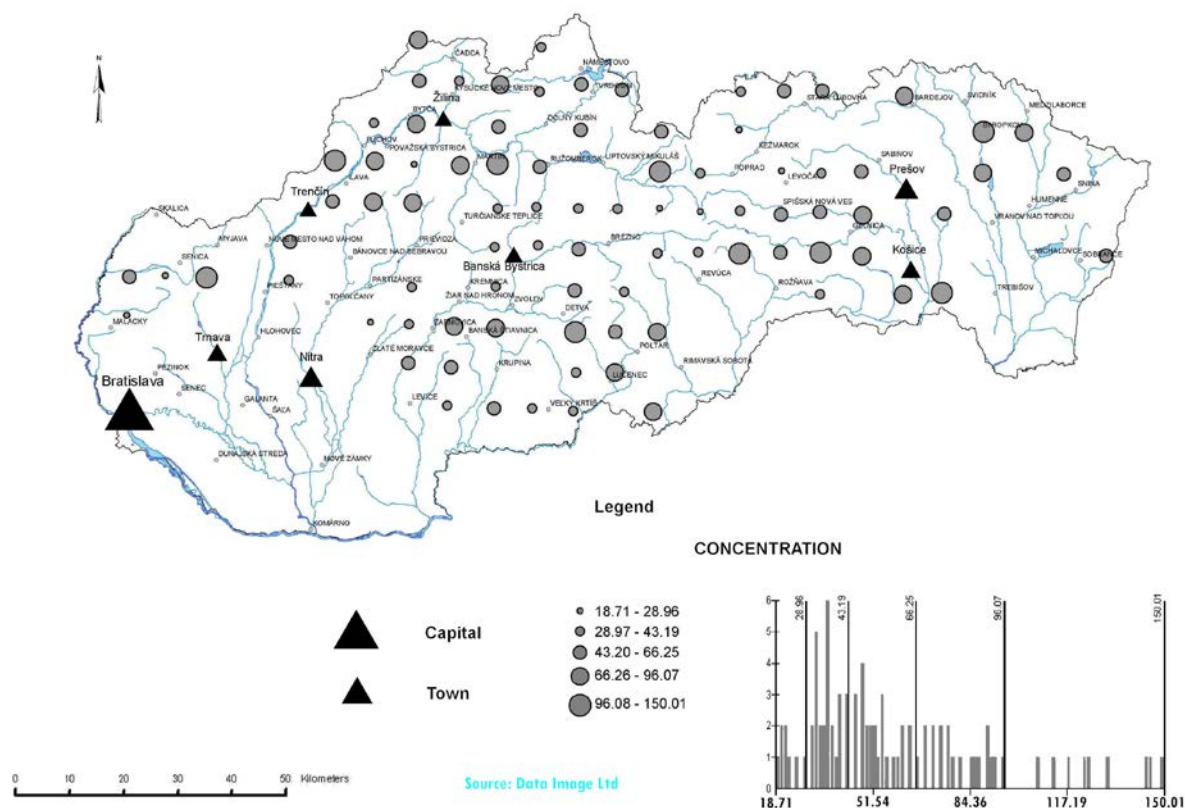 N
ČADCA
NÁMESTOVO
KYSUCKÉ NOVÉ MESTO
TVRDOŠÍN
STARÁ ĽUBOVŇA
BARDEJOV
SVIDNÍK
MEDZILABORCE
BYTČA
Žilina
DOLNÝ KUBÍN
STROPKOV
PÚCHOV
POVAŽSKÁ BYSTRICA
KEŽMAROK
SABINOV
MARTIN
RUŽOMBEROK
LIPTOVSKÝ MIKULÁŠ
POPRAD
LEVOČA
Prešov
ILAVA
SNINA
Trenčín
HUMENNÉ
SKALICA
TURČIANSKE TEPLICE
SPIŠSKÁ NOVÁ VES
VRANOV NAD TOPĽOU
MYJAVA
NOVÉ MESTO NAD VÁHOM
PRIEVIDZA
BREZNO
GELNICA
Košice
MICHALOVCE
SOBRANCE
SENICA
BÁNOVCE NAD BEBRAVOU
Banská Bystrica
REVÚCA
ROŽŇAVA
PIEŠŤANY
TOPOĽČANY
PARTIZÁNSKE
KREMNICA
ŽIAR NAD HRONOM
ZVOLEN
DETVA
TREBIŠOV
MALACKY
HLOHOVEC
ŽARNOVICA
BANSKÁ ŠTIAVNICA
Trnava
ZLATÉ MORAVCE
POLTÁR
RIMAVSKÁ SOBOTA
PEZINOK
Nitra
KRUPINA
LUČENEC
Bratislava
SENEC
GALANTA
ŠAĽA
LEVICE
VEĽKÝ KRTÍŠ
DUNAJSKÁ STREDA
NOVÉ ZÁMKY
KOMÁRNO
Legend
CONCENTRATION
Capital
Town
18.71 - 28.96
28.97 - 43.19
43.20 - 66.25
66.26 - 96.07
96.08 - 150.01
6
5
4
3
2
1
0
28.96
43.19
66.25
96.07
150.01
18.71 51.54 84.36 117.19 150.01
0 10 20 30 40 50 Kilometers
Source: Data Image Ltd